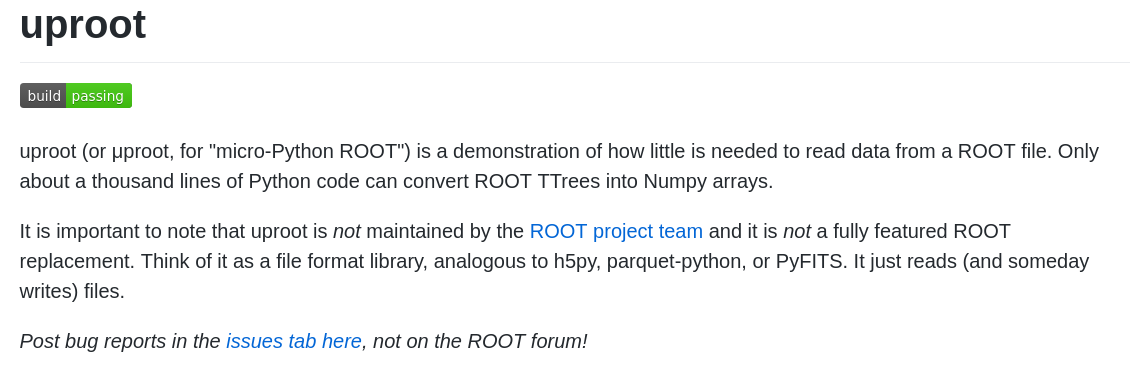 uproot
build passing
uproot (or μproot, for "micro-Python ROOT") is a demonstration of how little is needed to read data from a ROOT file. Only
about a thousand lines of Python code can convert ROOT TTrees into Numpy arrays.
It is important to note that uproot is not maintained by the ROOT project team and it is not a fully featured ROOT
replacement. Think of it as a file format library, analogous to h5py, parquet-python, or PyFITS. It just reads (and someday
writes) files.
Post bug reports in the issues tab here, not on the ROOT forum!